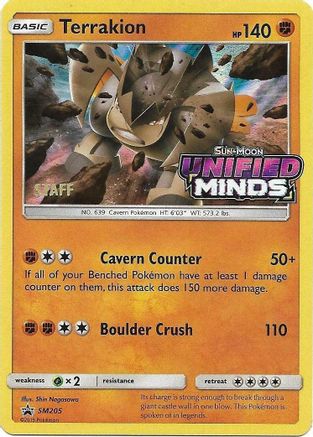 BASIC
Terrakion
HP140
STAFF
SUN & MOON
UNIFIED
MINDS
NO. 639 Cavern Pokémon HT: 6'03" WT: 573.2 lbs.
Cavern Counter 50+
If all of your Benched Pokémon have at least 1 damage
counter on them, this attack does 150 more damage.
Boulder Crush 110
weakness ×2 resistance retreat
Illus. Shin Nagasawa
SM205
©2019 Pokémon
Its charge is strong enough to break through a
giant castle wall in one blow. This Pokémon is
spoken of in legend.